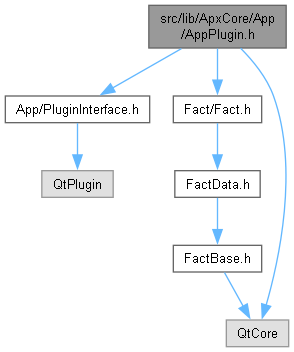 src/lib/ApxCore/App
/AppPlugin.h
App/PluginInterface.h
Fact/Fact.h
QtPlugin
FactData.h
FactBase.h
QtCore